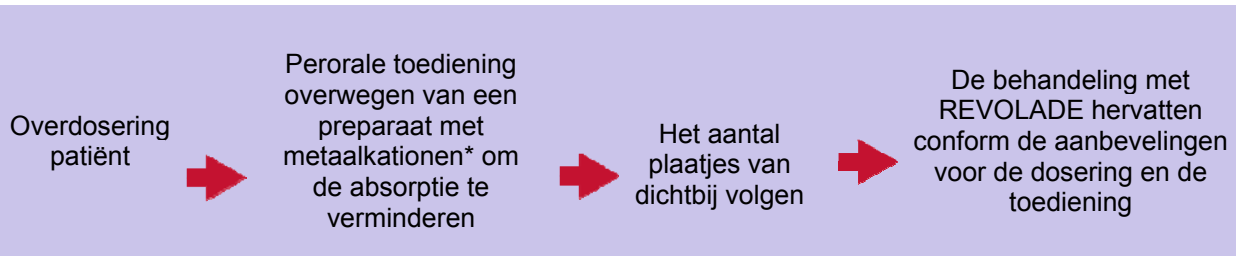 Overdosering
patiënt
Perorale toediening
overwegen van een
preparaat met
metaalkationen* om
de absorptie te
verminderen
Het aantal
plaatjes van
dichtbij volgen
De behandeling met
REVOLADE hervatten
conform de aanbevelingen
voor de dosering en de
toediening